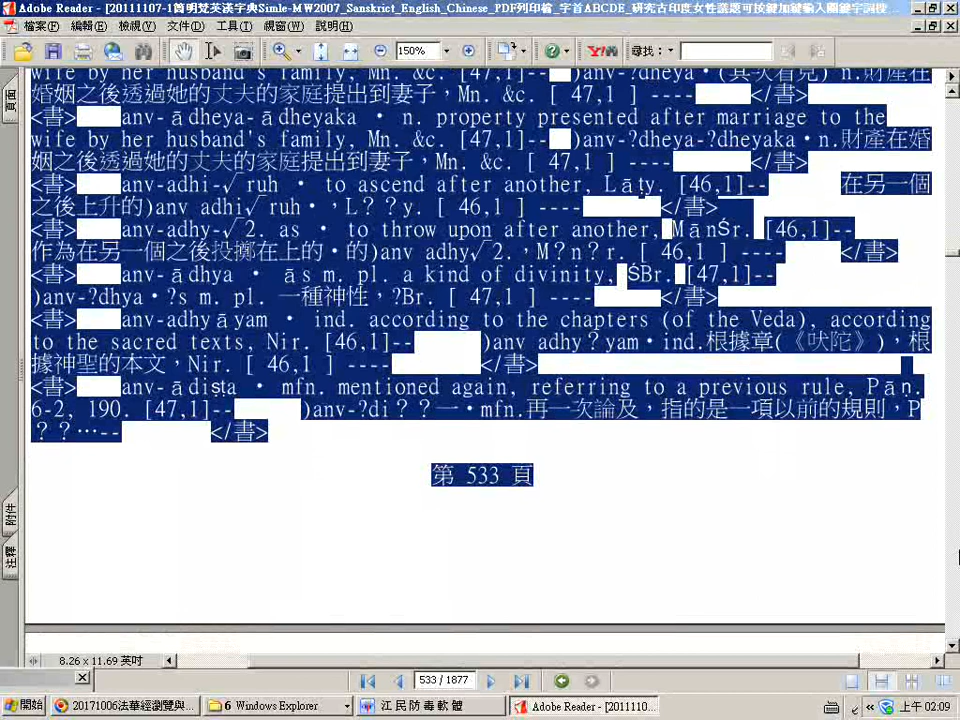 Adobe Reader - [20111107-1簡明梵英漢字典Simle-MW2007_Sanskrict_English_Chinese_PDF列印檔_字首ABCDE_研究古印度女性議題可按鍵加鍵輸入關鍵字詞搜
檔案(F) 編輯(E) 檢視(V) 文件(D) 工具(T) 視窗(W) 說明(H)
150% 尋找：
頁面
wife by her husband's family, Mn. &c. [47,1]-- )anv-?dheya‧(其次看見) n.財產在
婚姻之後透過她的丈夫的家庭提出到妻子，Mn. &c. [ 47,1 ] ---- </書>
<書> anv-ādheya-ādheyaka ‧ n. property presented after marriage to the
wife by her husband's family, Mn. &c. [47,1]-- )anv-?dheya-?dheyaka‧n.財產在婚
姻之後透過她的丈夫的家庭提出到妻子，Mn. &c. [ 47,1 ] ---- </書>
<書> anv-adhi-√ruh ‧ to ascend after another, Lāṭy. [46,1]-- 在另一個
之後上升的)anv adhi√ruh‧，L？？y. [ 46,1 ] ---- </書>
<書> anv-adhy-√2. as ‧ to throw upon after another, MānŚr. [46,1]--
作為在另一個之後投擲在上的‧的)anv adhy√2.，M？n？r. [ 46,1 ] ---- </書>
<書> anv-ādhya ‧ ās m. pl. a kind of divinity, ŚBr. [47,1]--
)anv-?dhya‧?s m. pl. 一種神性，?Br. [ 47,1 ] ---- </書>
<書> anv-adhyāyam ‧ ind. according to the chapters (of the Veda), according
to the sacred texts, Nir. [46,1]-- )anv adhy？yam‧ind.根據章(《吠陀》)，根
據神聖的本文，Nir. [ 46,1 ] ---- </書>
<書> anv-ādiṣṭa ‧ mfn. mentioned again, referring to a previous rule, Pāṇ.
6-2, 190. [47,1]-- )anv-?di？？一‧mfn.再一次論及，指的是一項以前的規則，P
？？…-- </書>
第 533 頁
附件
注釋
8.26 x 11.69 英吋
533 / 1877
開始 20171006法華經瀏覽與... 6 Windows Explorer 江民防毒軟體 Adobe Reader - [2011110... 上午 02:09